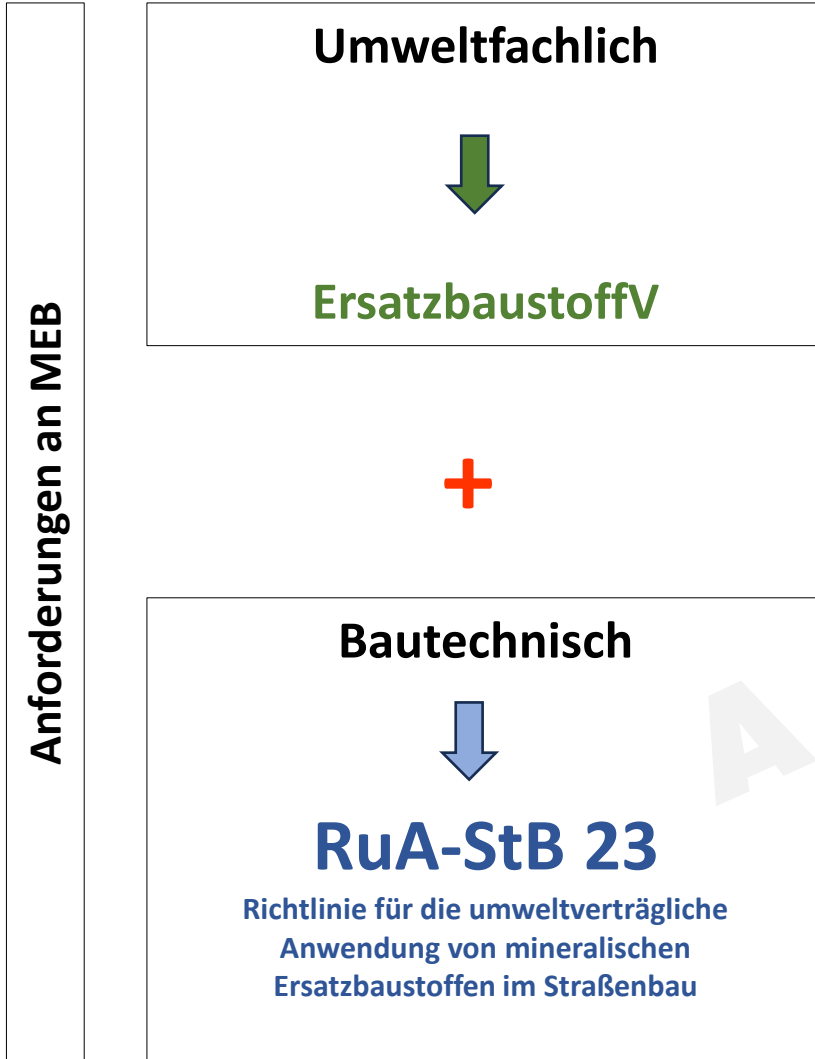 Anforderungen an MEB
Umweltfachlich
ErsatzbaustoffV
+
Bautechnisch
RuA-StB 23
Richtlinie für die umweltverträgliche
Anwendung von mineralischen
Ersatzbaustoffen im Straßenbau
A